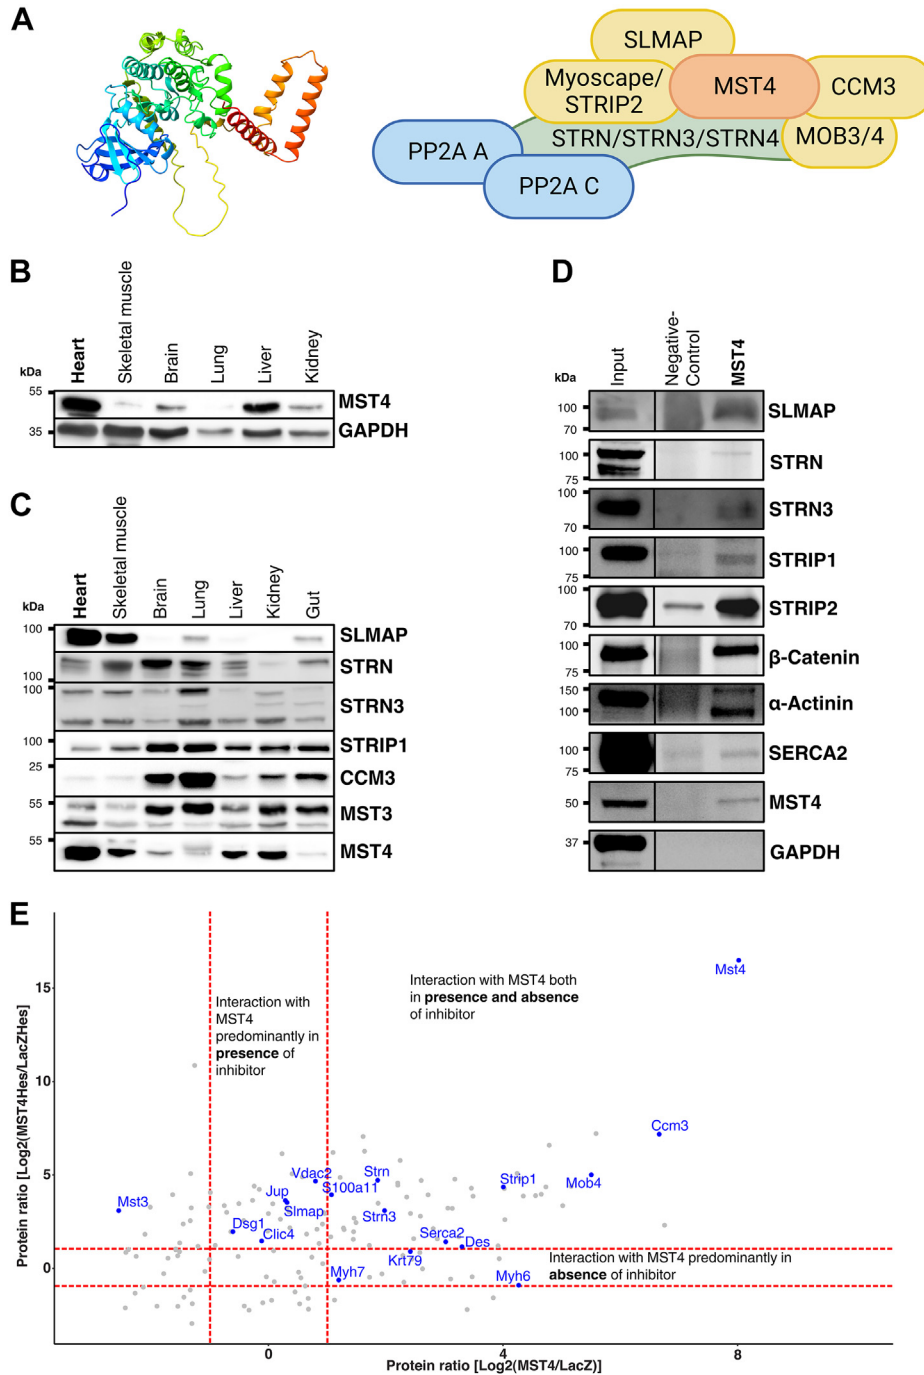 A
SLMAP
Myoscape/
STRIP2
MST4
CCM3
STRN/STRN3/STRN4
MOB3/4
PP2A A
PP2A C
B
kDa
Heart
Skeletal muscle
Brain
Lung
Liver
Kidney
55
MST4
35
GAPDH
C
kDa
Heart
Skeletal muscle
Brain
Lung
Liver
Kidney
Gut
100
SLMAP
STRN
100
100
STRN3
100
STRIP1
25
CCM3
55
MST3
55
MST4
D
kDa
Input
Negative-
Control
MST4
100
SLMAP
70
100
STRN
75
100
STRN3
70
100
STRIP1
75
100
STRIP2
70
100
β-Catenin
75
150
α-Actinin
100
100
SERCA2
75
50
MST4
37
GAPDH
E
Protein ratio [Log2(MST4Hes/LacZHes]
15
10
5
0
Interaction with
MST4
predominantly in
presence of
inhibitor
Interaction with MST4 both
in presence and absence
of inhibitor
Mst4
Ccm3
Vdac2
Strn
Strip1
Mob4
Mst3
Jup
S100a11
Slmap
Strn3
Dsg1
Clic4
Serca2
Des
Krt79
Myh7
Myh6
Interaction with MST4 predominantly in
absence of inhibitor
0
4
8
Protein ratio [Log2(MST4/LacZ)]